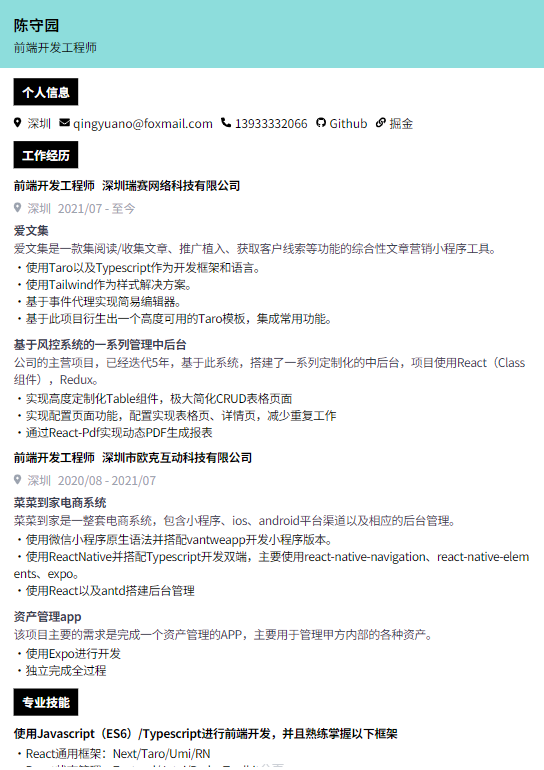 陈守园
前端开发工程师
个人信息
深圳 qingyuano@foxmail.com 13933332066 Github 掘金
工作经历
前端开发工程师 深圳瑞赛网络科技有限公司
深圳 2021/07 - 至今
爱文集
爱文集是一款集阅读/收集文章、推广植入、获取客户线索等功能的综合性文章营销小程序工具。
・使用Taro以及Typescript作为开发框架和语言。
・使用Tailwind作为样式解决方案。
・基于事件代理实现简易编辑器。
・基于此项目衍生出一个高度可用的Taro模板，集成常用功能。
基于风控系统的一系列管理中后台
公司的主营项目，已经迭代5年，基于此系统，搭建了一系列定制化的中后台，项目使用React（Class
组件），Redux。
・实现高度定制化Table组件，极大简化CRUD表格页面
・实现配置页面功能，配置实现表格页、详情页，减少重复工作
・通过React-Pdf实现动态PDF生成报表
前端开发工程师 深圳市欧克互动科技有限公司
深圳 2020/08 - 2021/07
菜菜到家电商系统
菜菜到家是一整套电商系统，包含小程序、ios、android平台渠道以及相应的后台管理。
・使用微信小程序原生语法并搭配vantweapp开发小程序版本。
・使用ReactNative并搭配Typescript开发双端，主要使用react-native-navigation、react-native-elem
ents、expo。
・使用React以及antd搭建后台管理
资产管理app
该项目主要的需求是完成一个资产管理的APP，主要用于管理甲方内部的各种资产。
・使用Expo进行开发
・独立完成全过程
专业技能
使用Javascript（ES6）/Typescript进行前端开发，并且熟练掌握以下框架
・React通用框架：Next/Taro/Umi/RN